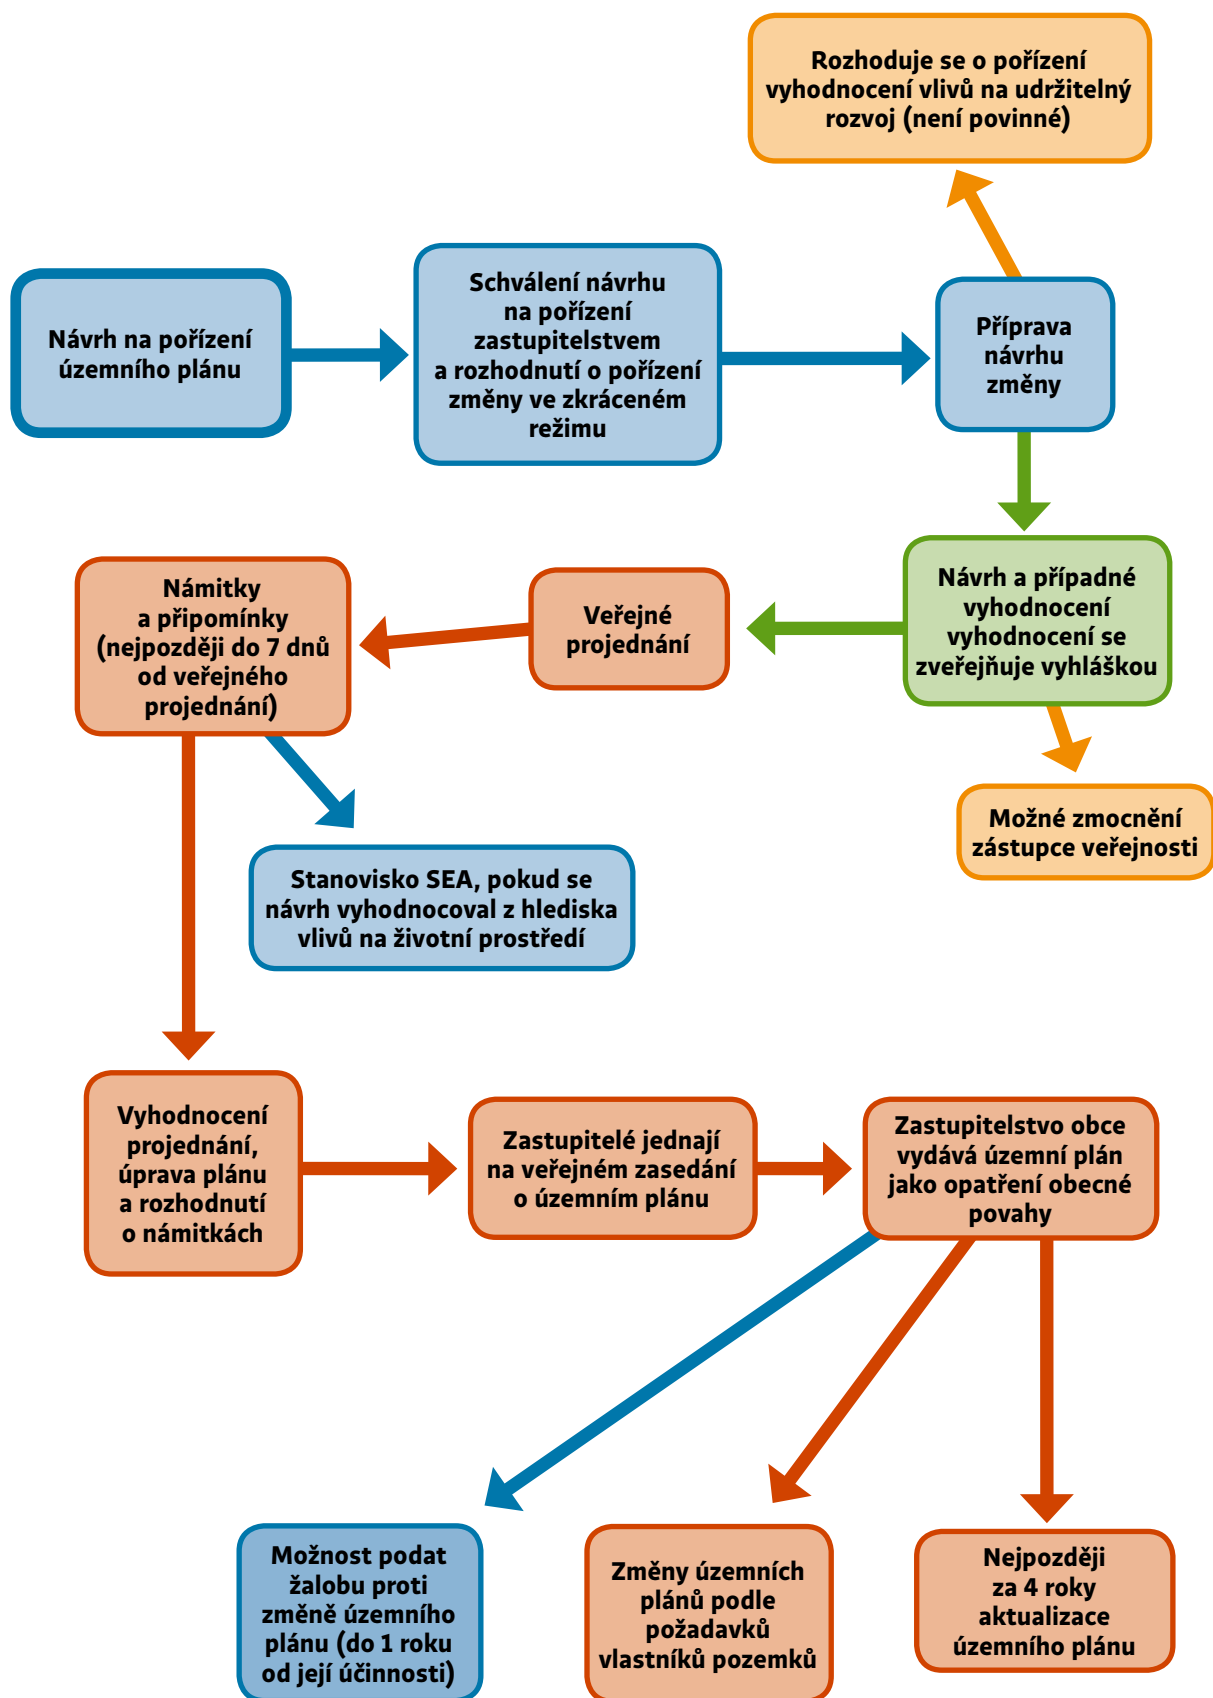 Rozhoduje se o pořízení
vyhodnocení vlivů na udržitelný
rozvoj (není povinné)
Návrh na pořízení
územního plánu
Schválení návrhu
na pořízení
zastupitelstvem
a rozhodnutí o pořízení
změny ve zkráceném
režimu
Příprava
návrhu
změny
Návrh a případné
vyhodnocení
vyhodnocení se
zveřejňuje vyhláškou
Veřejné
projednání
Námitky
a připomínky
(nejpozději do 7 dnů
od veřejného
projednání)
Možné zmocnění
zástupce veřejnosti
Stanovisko SEA, pokud se
návrh vyhodnocoval z hlediska
vlivů na životní prostředí
Vyhodnocení
projednání,
úprava plánu
a rozhodnutí
o námitkách
Zastupitelé jednají
na veřejném zasedání
o územním plánu
Zastupitelstvo obce
vydává územní plán
jako opatření obecné
povahy
Možnost podat
žalobu proti
změně územního
plánu (do 1 roku
od její účinnosti)
Změny územních
plánů podle
požadavků
vlastníků pozemků
Nejpozději
za 4 roky
aktualizace
územního plánu